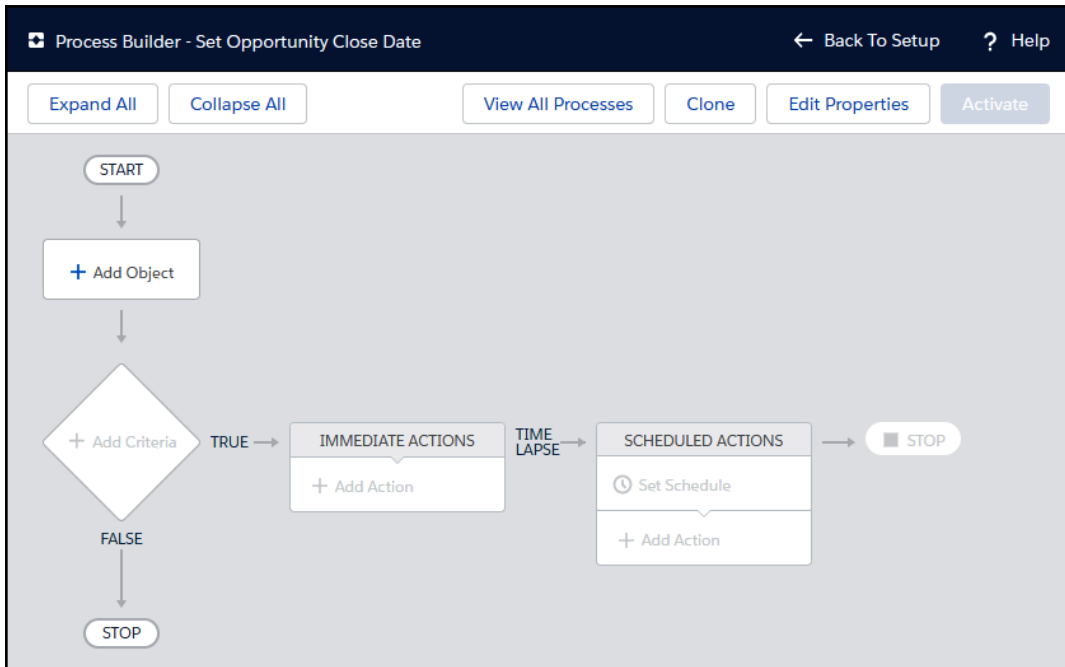 Process Builder - Set Opportunity Close Date
← Back To Setup
? Help
Expand All
Collapse All
View All Processes
Clone
Edit Properties
Activate
START
+ Add Object
+ Add Criteria
TRUE
IMMEDIATE ACTIONS
+ Add Action
TIME
LAPSE
SCHEDULED ACTIONS
Set Schedule
+ Add Action
STOP
FALSE
STOP